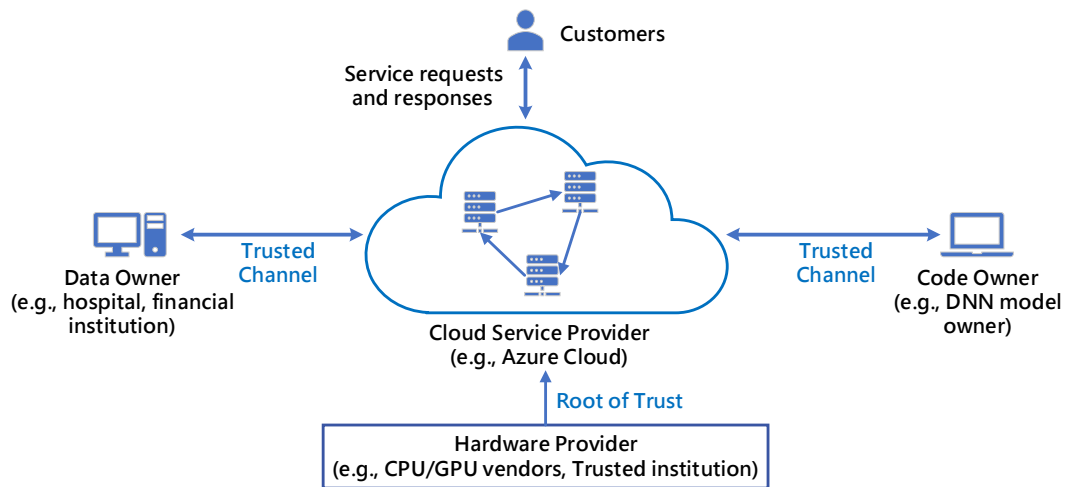 Customers
Service requests
and responses
Trusted
Channel
Data Owner
(e.g., hospital, financial
institution)
Trusted
Channel
Code Owner
(e.g., DNN model
owner)
Cloud Service Provider
(e.g., Azure Cloud)
Root of Trust
Hardware Provider
(e.g., CPU/GPU vendors, Trusted institution)